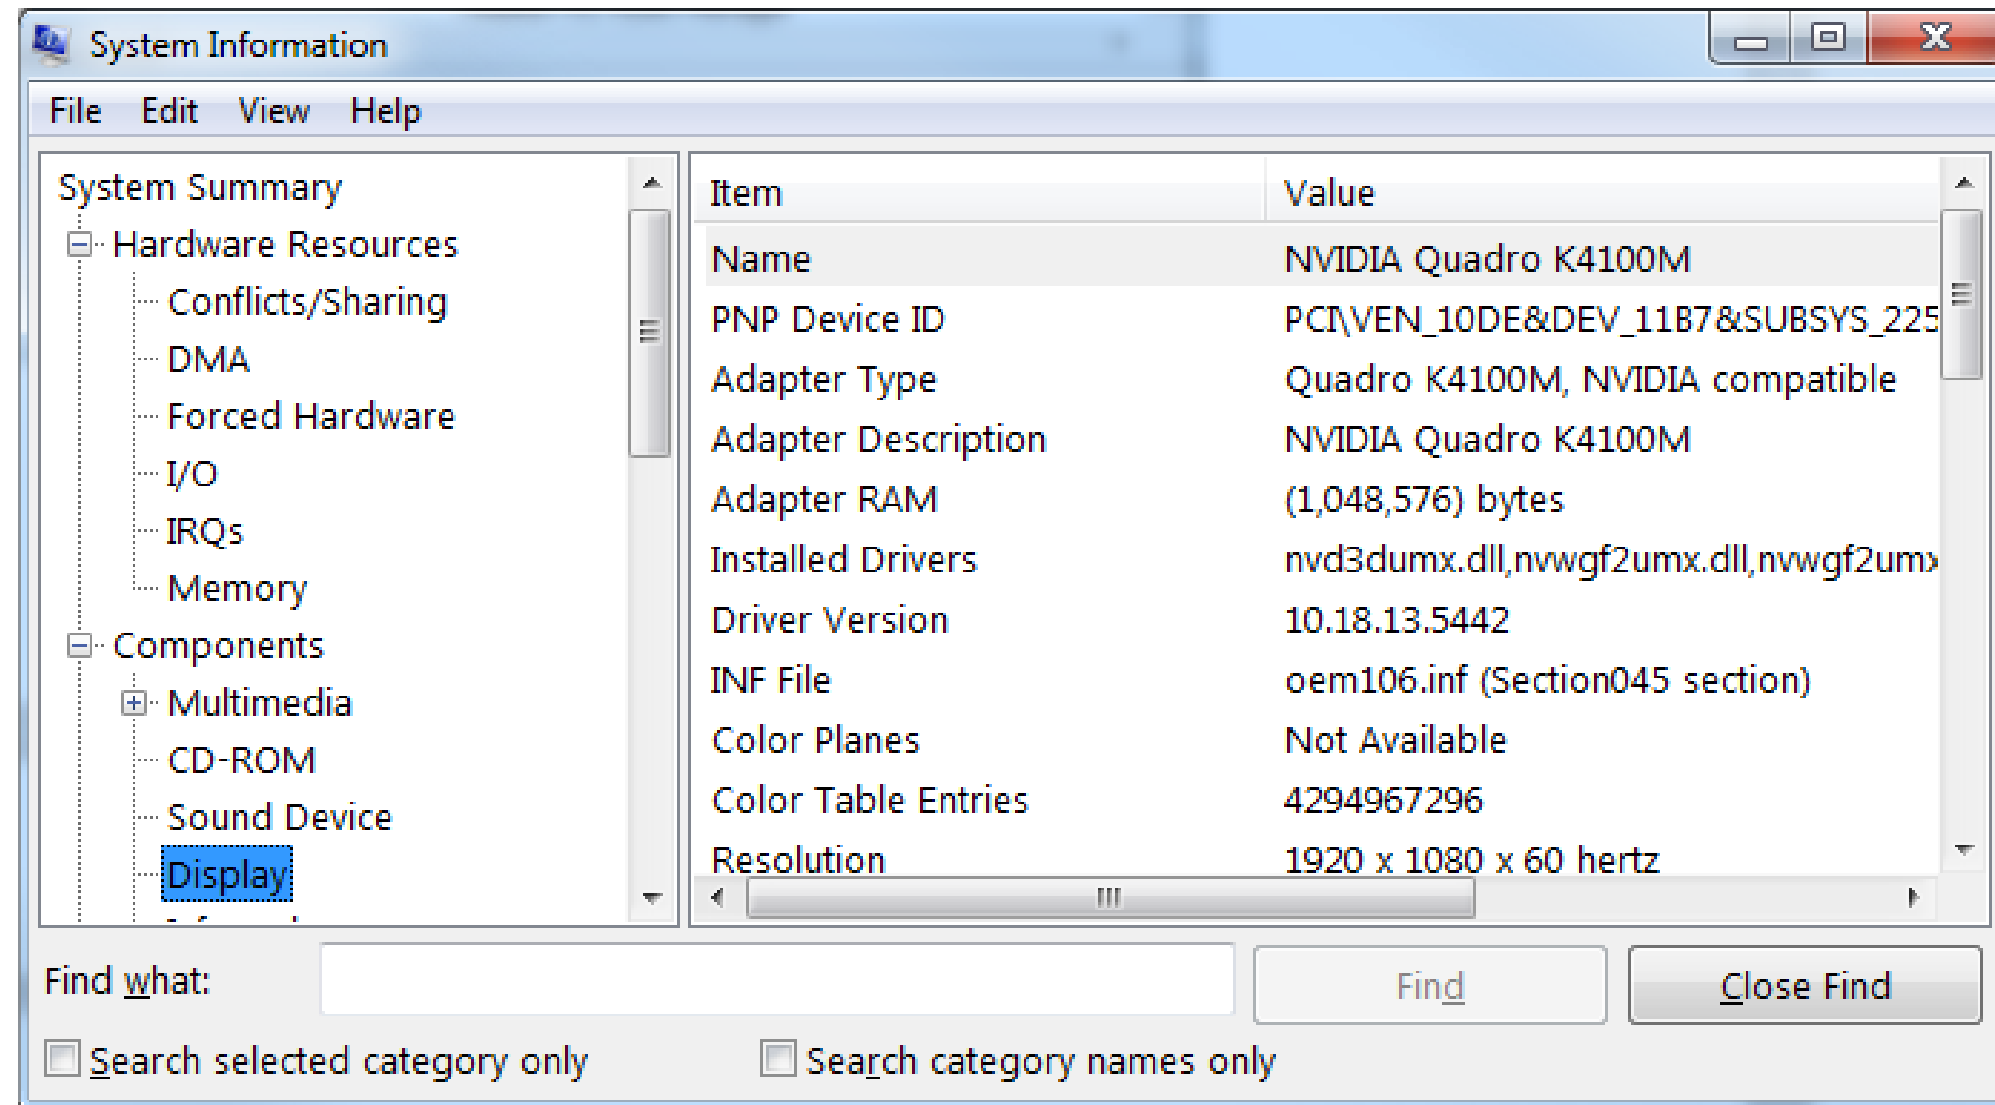 System Information
File Edit View Help
System Summary
Hardware Resources
Conflicts/Sharing
DMA
Forced Hardware
I/O
IRQs
Memory
Components
Multimedia
CD-ROM
Sound Device
Display
Item Value
Name NVIDIA Quadro K4100M
PNP Device ID PCI\VEN_10DE&DEV_11B7&SUBSYS_225
Adapter Type Quadro K4100M, NVIDIA compatible
Adapter Description NVIDIA Quadro K4100M
Adapter RAM (1,048,576) bytes
Installed Drivers nvd3dumx.dll,nvwgf2umx.dll,nvwgf2umx
Driver Version 10.18.13.5442
INF File oem106.inf (Section045 section)
Color Planes Not Available
Color Table Entries 4294967296
Resolution 1920 x 1080 x 60 hertz
Find what: Find Close Find
Search selected category only Search category names only